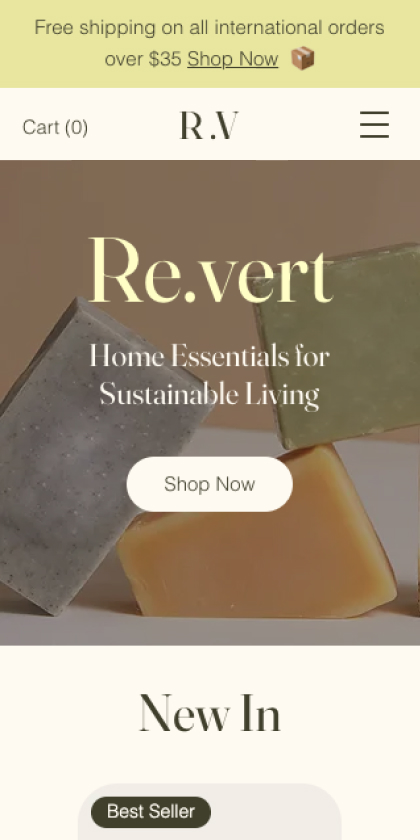 Free shipping on all international orders
over $35 Shop Now 📦
Cart (0)
R.V
Re.vert
Home Essentials for
Sustainable Living
Shop Now
New In
Best Seller